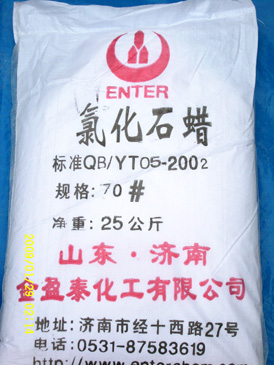 ENTER
氯化石蜡
标准QB/YT05-2002
规格: 70#
净重: 25公斤
山东·济南
盈泰化工有限公司
地址: 济南市经十西路27号
电话: 0531-87583619